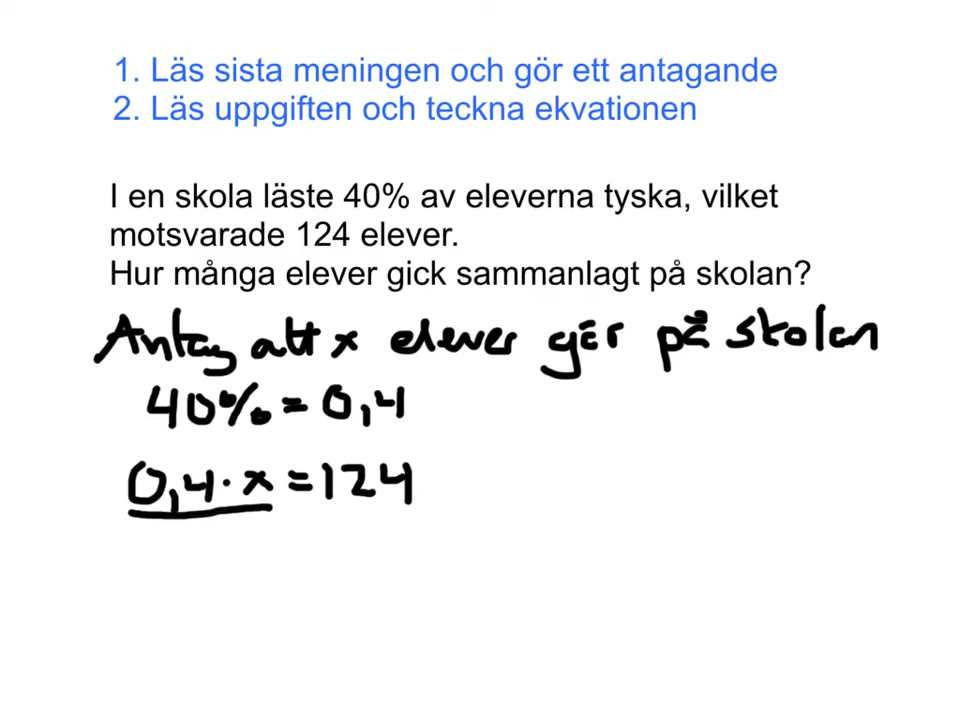 1. Läs sista meningen och gör ett antagande
2. Läs uppgiften och teckna ekvationen
I en skola läste 40% av eleverna tyska, vilket
motsvarade 124 elever.
Hur många elever gick sammanlagt på skolan?
Antag att x elever går på skolan
40% = 0,4
0,4 · x = 124